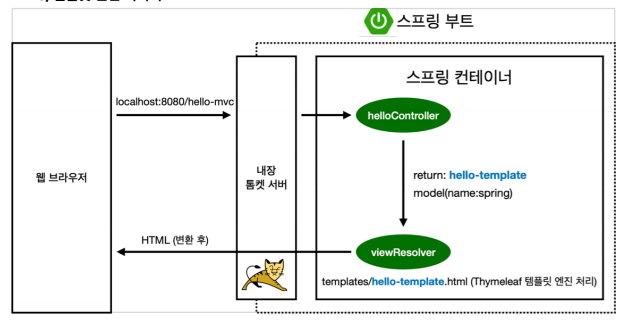 스프링 부트
스프링 컨테이너
localhost:8080/hello-mvc
helloController
웹 브라우저
내장
톰켓 서버
return: hello-template
model(name:spring)
HTML (변환 후)
viewResolver
templates/hello-template.html (Thymeleaf 템플릿 엔진 처리)